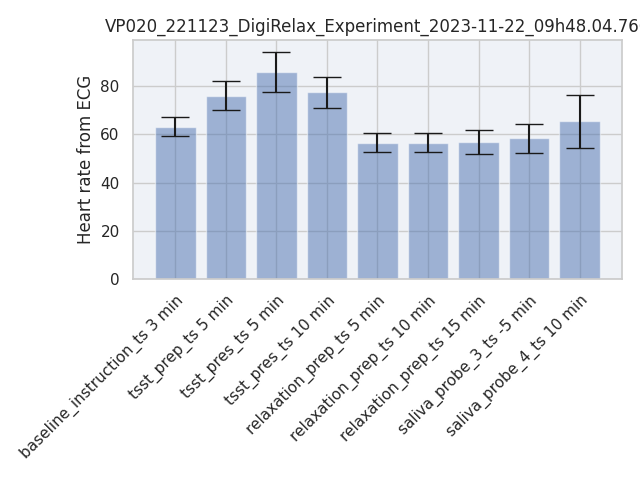 VP020_221123_DigiRelax_Experiment_2023-11-22_09h48.04.76
Heart rate from ECG
80
60
40
20
0
baseline_instruction_ts 3 min
tsst_prep_ts 5 min
tsst_pres_ts 5 min
tsst_pres_ts 10 min
relaxation_prep_ts 5 min
relaxation_prep_ts 10 min
relaxation_prep_ts 15 min
saliva_probe_3_ts -5 min
saliva_probe_4_ts 10 min